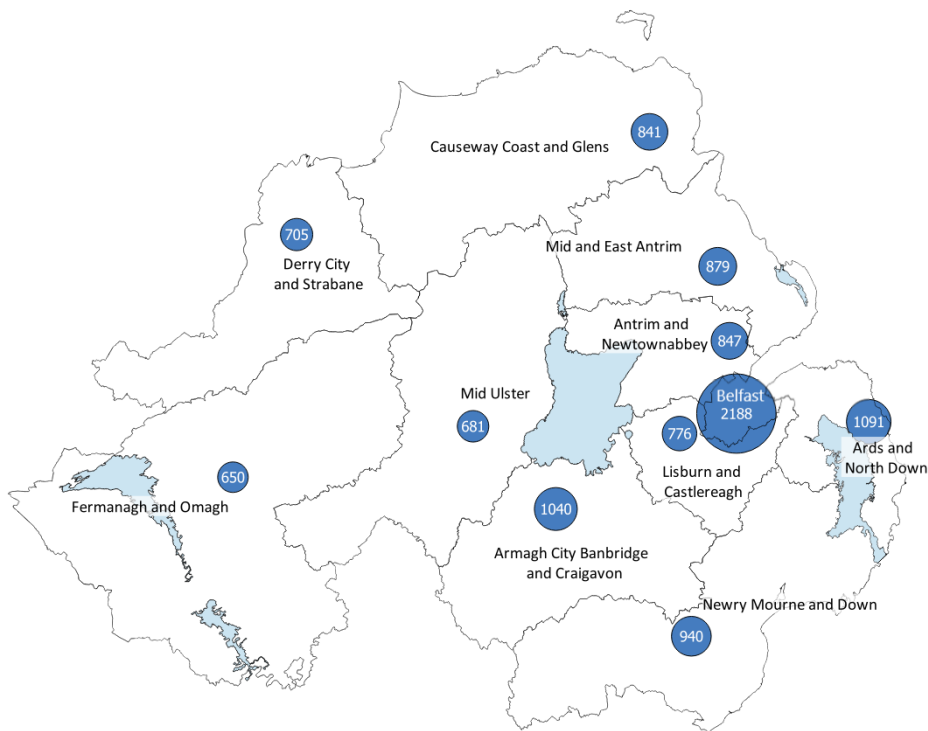 841
Causeway Coast and Glens
705
Derry City
and Strabane
Mid and East Antrim
879
Antrim and
Newtownabbey
847
Mid Ulster
681
Belfast
2188
776
Lisburn and
Castlereagh
1091
Ards and
North Down
650
Fermanagh and Omagh
1040
Armagh City Banbridge
and Craigavon
Newry Mourne and Down
940